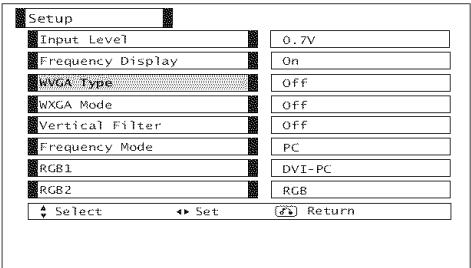 Setup
Input Level 0.7V
Frequency Display On
WVGA Type Off
WXGA Mode Off
Vertical Filter Off
Frequency Mode PC
RGB1 DVI-PC
RGB2 RGB
Select Set Return